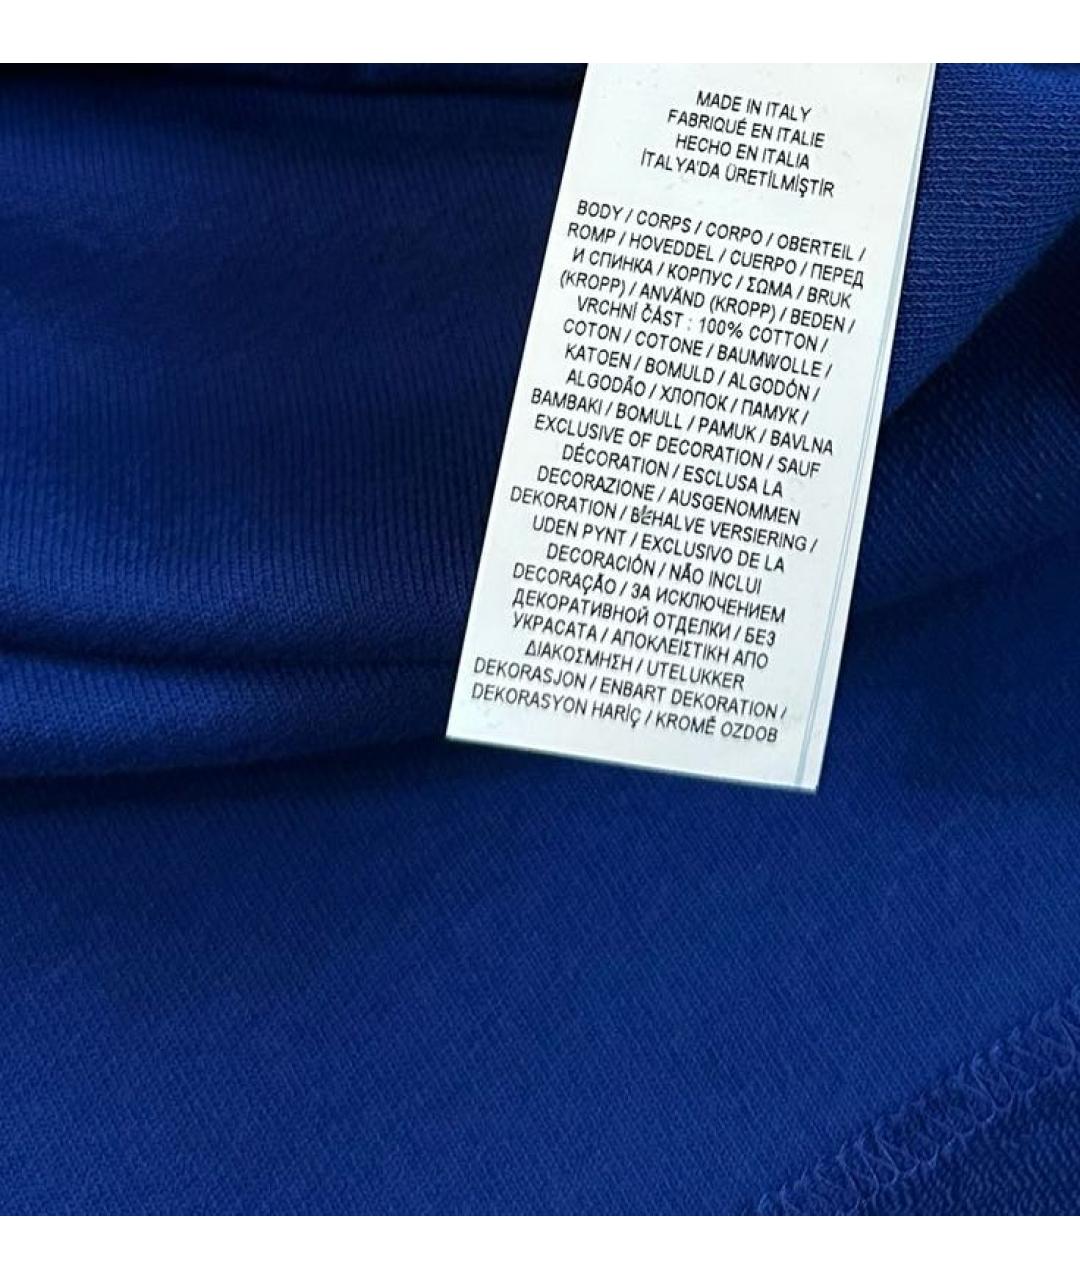 MADE IN ITALY
FABRIQUÉ EN ITALIE
HECHO EN ITALIA
İTALYA'DA ÜRETİLMİŞTİR
BODY / CORPS / CORPO / OBERTEIL /
ROMP / HOVEDDEL / CUERPO / ПЕРЕД
И СПИНКА / КОРПУС / ΣΩΜΑ / BRUK
(KROPP) / ANVÄND (KROPP) / BEDEN /
VRCHNÍ ČÁST : 100% COTTON /
COTON / COTONE / BAUMWOLLE /
KATOEN / BOMULD / ALGODÓN /
ALGODÃO / ХЛОПОК / ПАМУК /
BAMBAKI / BOMULL / PAMUK / BAVLNA
EXCLUSIVE OF DECORATION / SAUF
DÉCORATION / ESCLUSA LA
DECORAZIONE / AUSGENOMMEN
DEKORATION / BEHALVE VERSIERING /
UDEN PYNT / EXCLUSIVO DE LA
DECORACIÓN / NÃO INCLUI
DECORAÇÃO / ЗА ИСКЛЮЧЕНИЕМ
ДЕКОРАТИВНОЙ ОТДЕЛКИ / БЕЗ
УКРАСАТА / ΑΠΟΚΛΕΙΣΤΙΚΗ ΑΠΟ
ΔΙΑΚΟΣΜΗΣΗ / UTELUKKER
DEKORASJON / ENBART DEKORATION /
DEKORASYON HARİÇ / KROMĚ OZDOB